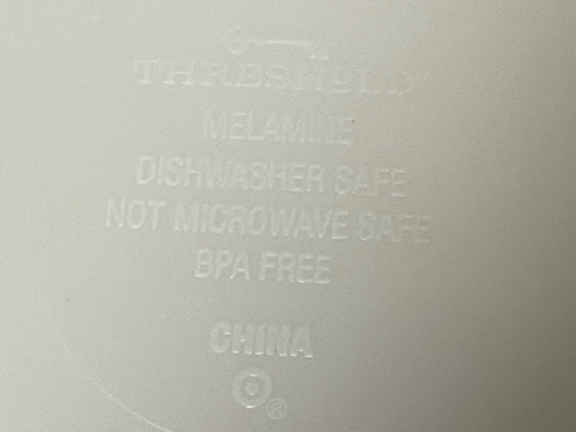 THRESHOLD
MELAMINE
DISHWASHER SAFE
NOT MICROWAVE SAFE
BPA FREE
CHINA
®